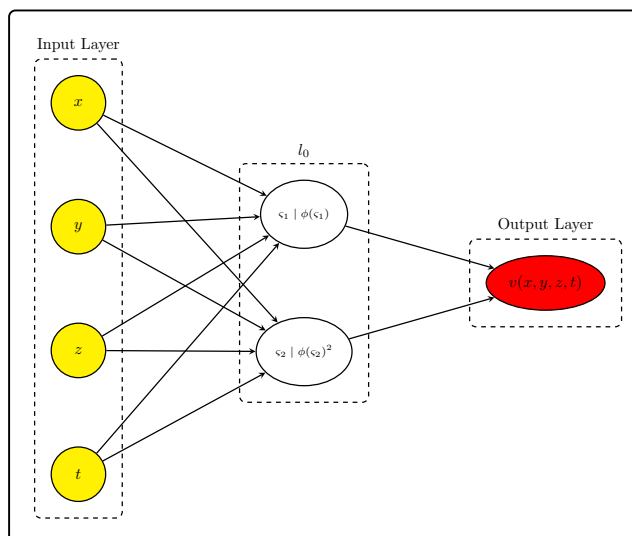 Input Layer
x
y
z
t
l₀
ς₁ | ϕ(ς₁)
ς₂ | ϕ(ς₂)²
Output Layer
v(x, y, z, t)